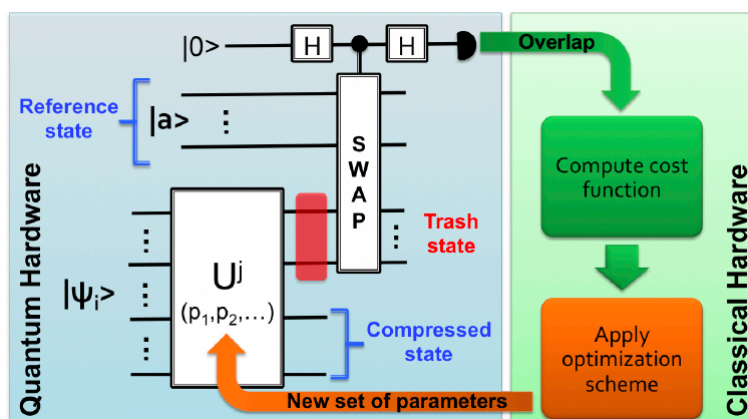 |0>
H
H
Overlap
Reference
state
|a>
⋮
SWAP
Compute cost
function
Trash
state
⋮
⋮
⋮
|ψᵢ>
⋮
⋮
Uʲ
(p₁,p₂,...)
Compressed
state
Apply
optimization
scheme
New set of parameters
Quantum Hardware
Classical Hardware